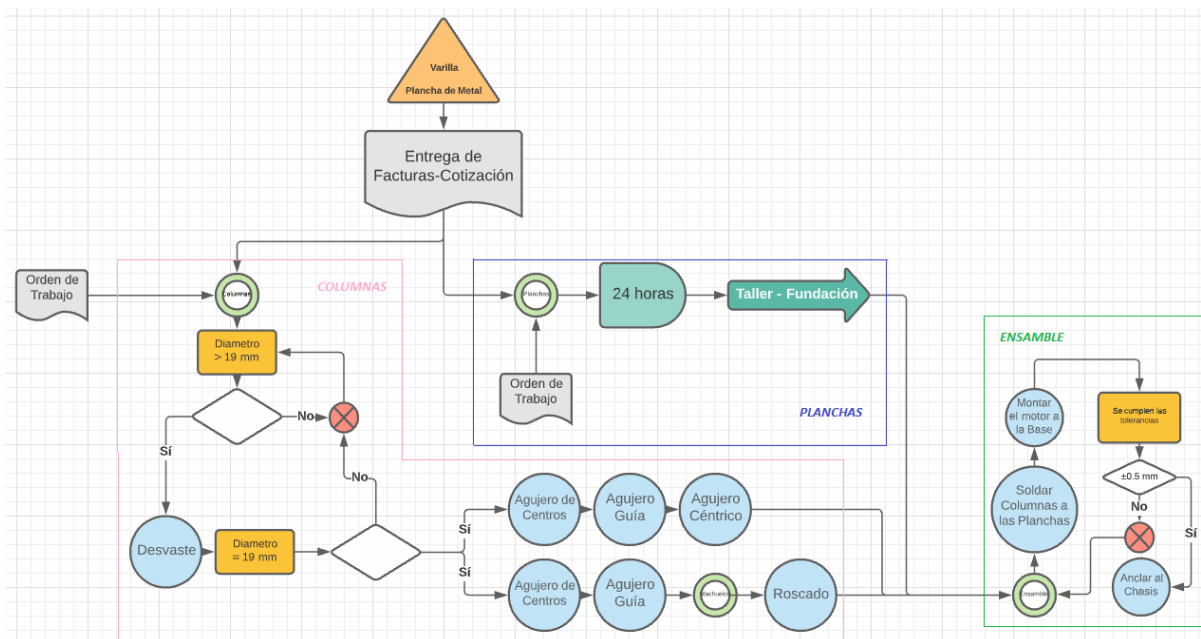 Varilla
Plancha de Metal
Entrega de
Facturas-Cotización
Orden de
Trabajo
Columnas
COLUMNAS
Planchas
24 horas
Taller - Fundación
Orden de
Trabajo
PLANCHAS
Diametro
> 19 mm
No
Sí
No
Desvaste
Diametro
= 19 mm
Sí
Agujero de
Centros
Agujero
Guía
Agujero
Céntrico
Sí
Agujero de
Centros
Agujero
Guía
Machuelos
Roscado
ENSAMBLE
Montar
el motor a
la Base
Se cumplen las
tolerancias
Soldar
Columnas a
las Planchas
±0.5 mm
No
Sí
Ensamble
Anclar al
Chasis